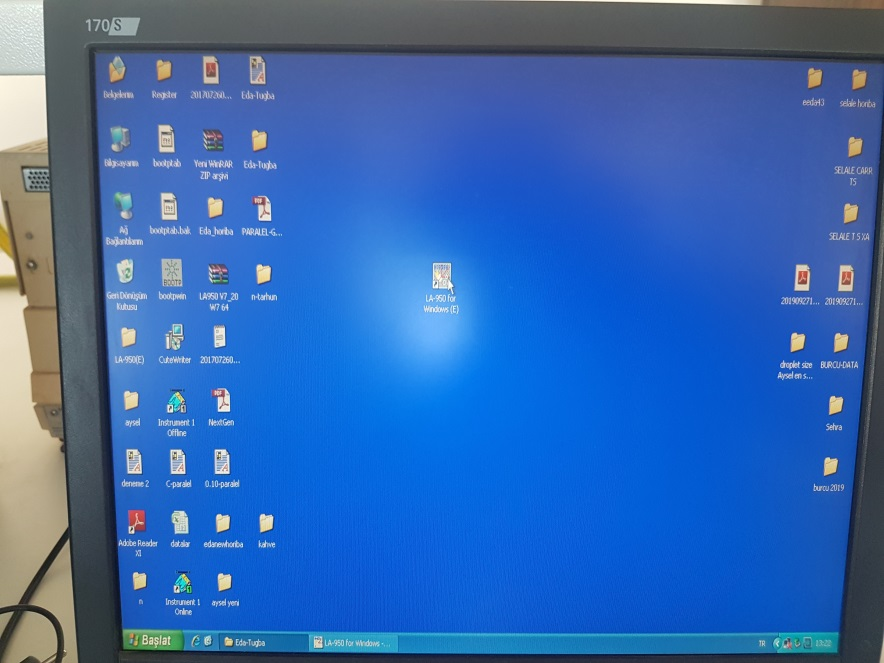 170 S
Belgelerim
Register
201707260...
Eda-Tugba
Bilgisayarım
bootptab
Yeni WinRAR
ZIP arşivi
Eda-Tugba
Ağ
Bağlantılarım
bootptab.bak
Eda_horiba
PARALEL-G...
Geri Dönüşüm
Kutusu
BOOTP
bootpwin
LA950 V7_20
W7 64
n-tarhun
LA-950(E)
CuteWriter
201707260...
aysel
Instrument 1
Offline
PDF
NextGen
deneme 2
C-paralel
0.10-paralel
Adobe Reader
XI
datalar
edanewhoriba
kahve
n
Instrument 1
Online
aysel yeni
LA-950 for
Windows (E)
eeda43
selale horiba
SELALE CARR
TS
SELALE T 5 XA
201909271...
201909271...
droplet size
Aysel en s...
BURCU-DATA
Sehra
burcu 2019
Başlat
Eda-Tugba
LA-950 for Windows -...
TR
13:22